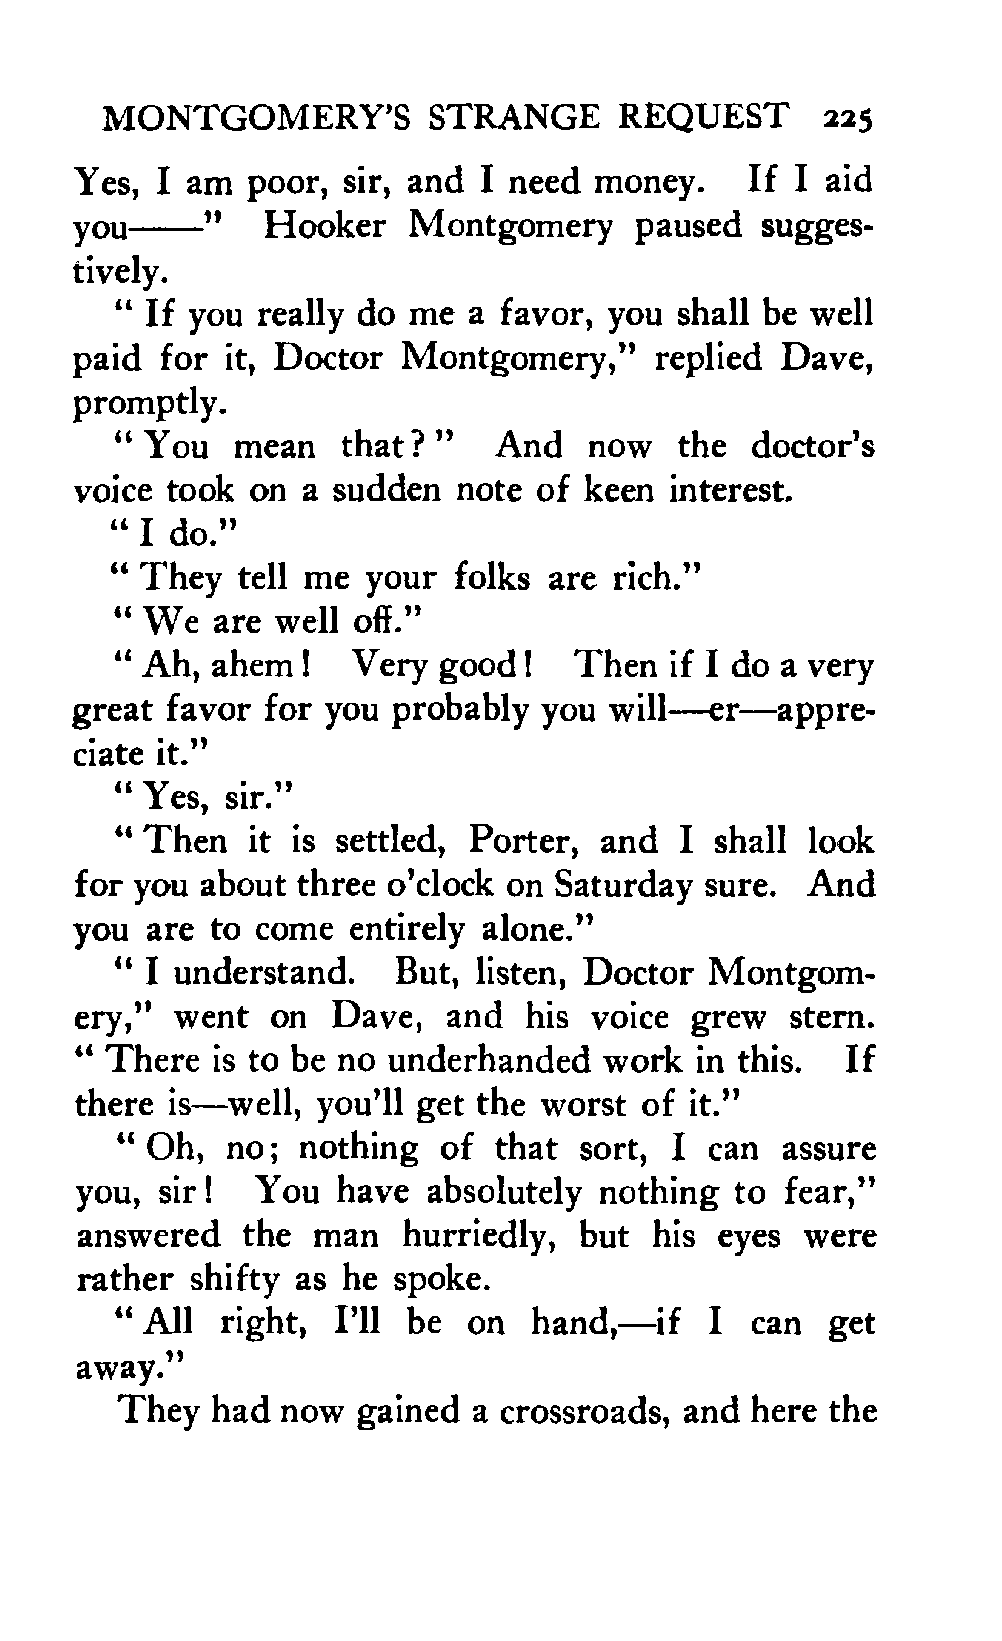 MONTGOMERY'S STRANGE REQUEST 225
Yes, I am poor, sir, and I need money. If I aid
you——" Hooker Montgomery paused sugges-
tively.
" If you really do me a favor, you shall be well
paid for it, Doctor Montgomery," replied Dave,
promptly.
" You mean that? " And now the doctor's
voice took on a sudden note of keen interest.
" I do."
" They tell me your folks are rich."
" We are well off."
" Ah, ahem! Very good! Then if I do a very
great favor for you probably you will—er—appre-
ciate it."
" Yes, sir."
" Then it is settled, Porter, and I shall look
for you about three o'clock on Saturday sure. And
you are to come entirely alone."
" I understand. But, listen, Doctor Montgom-
ery," went on Dave, and his voice grew stern.
" There is to be no underhanded work in this. If
there is—well, you'll get the worst of it."
" Oh, no; nothing of that sort, I can assure
you, sir! You have absolutely nothing to fear,"
answered the man hurriedly, but his eyes were
rather shifty as he spoke.
" All right, I'll be on hand,—if I can get
away."
They had now gained a crossroads, and here the